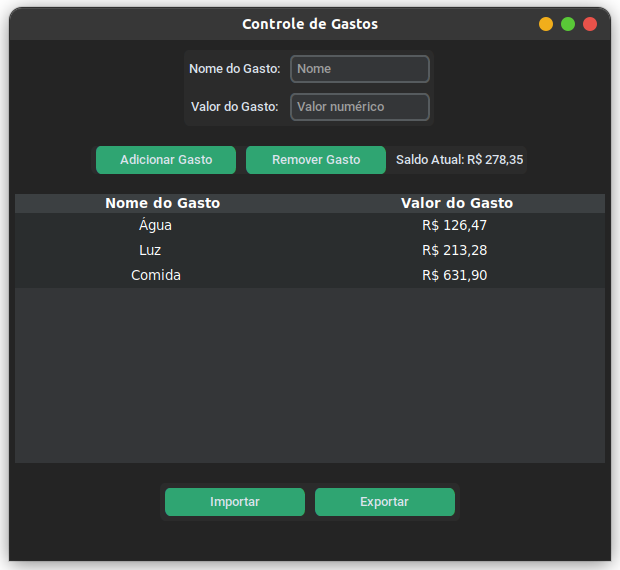 Controle de Gastos
Nome do Gasto: Nome
Valor do Gasto: Valor numérico
Adicionar Gasto Remover Gasto Saldo Atual: R$ 278,35
Nome do Gasto Valor do Gasto
Água R$ 126,47
Luz R$ 213,28
Comida R$ 631,90
Importar Exportar